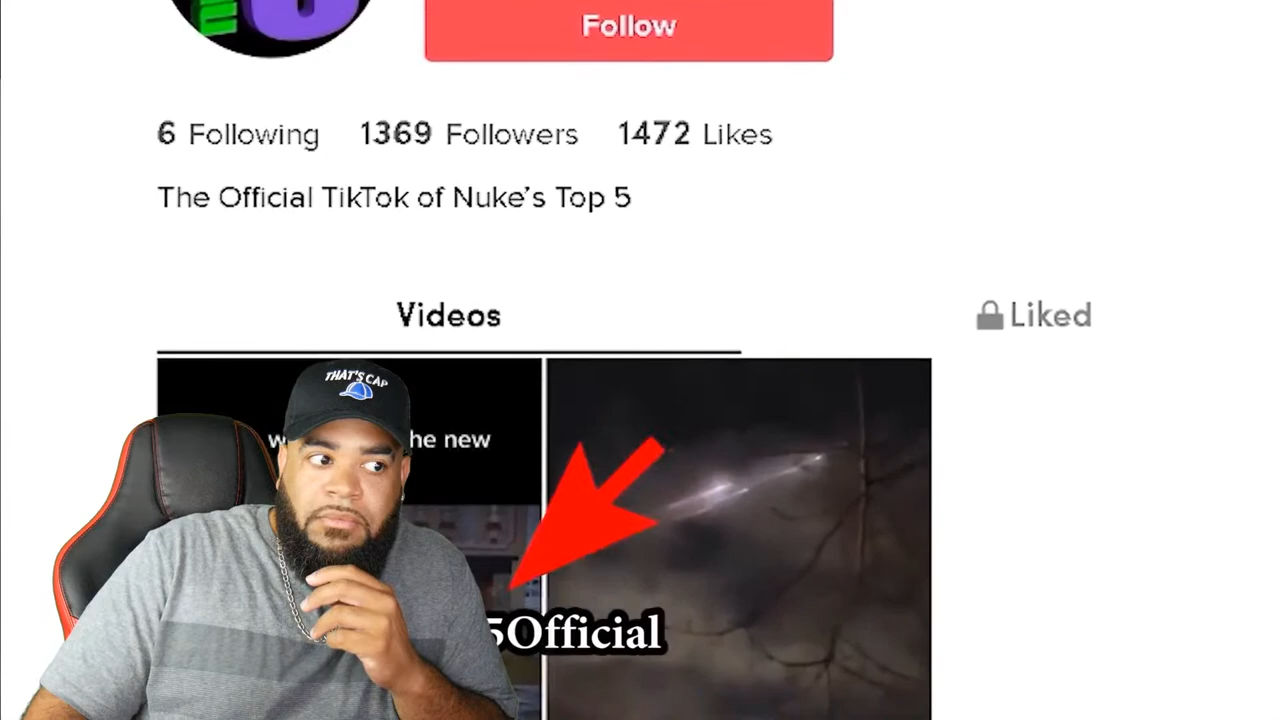 Follow
6 Following 1369 Followers 1472 Likes
The Official TikTok of Nuke's Top 5
Videos
Liked
THAT'S CAP
he new
5Official